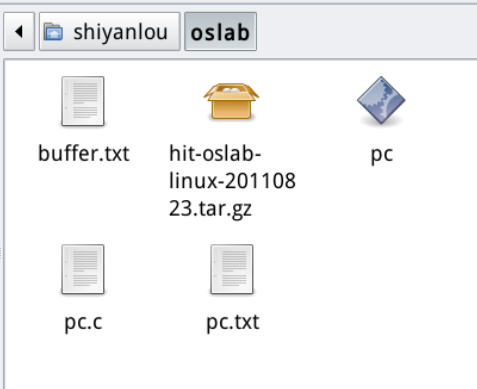 shiyanlou
oslab
buffer.txt
hit-oslab-
linux-201108
23.tar.gz
pc
pc.c
pc.txt